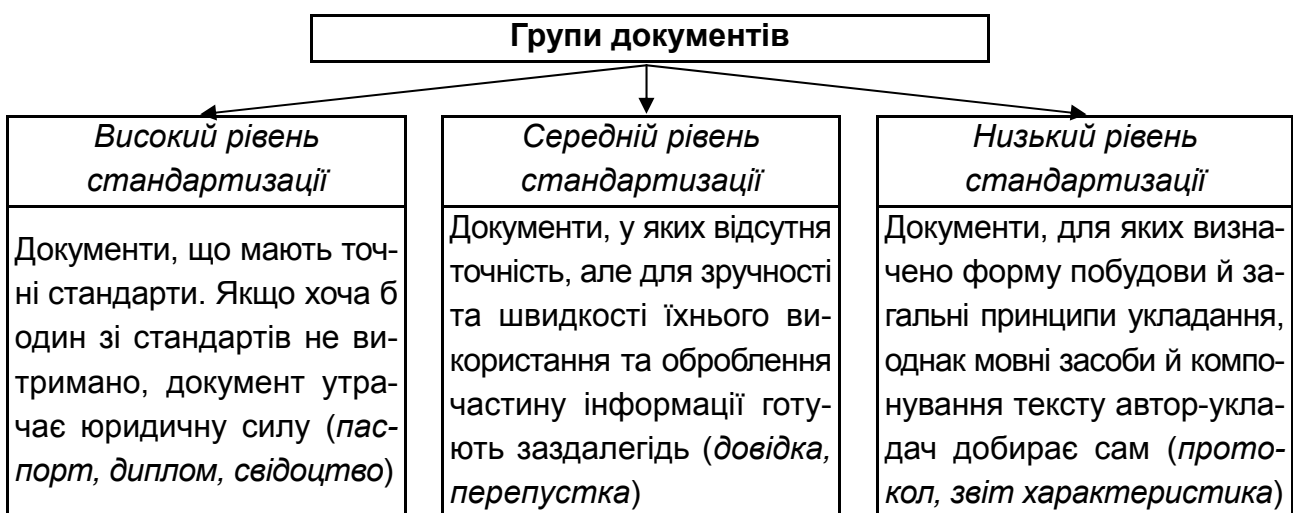 Групи документів
Високий рівень
стандартизації
Документи, що мають точ-
ні стандарти. Якщо хоча б
один зі стандартів не ви-
тримано, документ утра-
чає юридичну силу (пас-
порт, диплом, свідоцтво)
Середній рівень
стандартизації
Документи, у яких відсутня
точність, але для зручності
та швидкості їхнього ви-
користання та оброблення
частину інформації готу-
ють заздалегідь (довідка,
перепустка)
Низький рівень
стандартизації
Документи, для яких визна-
чено форму побудови й за-
гальні принципи укладання,
однак мовні засоби й компо-
нування тексту автор-укла-
дач добирає сам (прото-
кол, звіт характеристика)